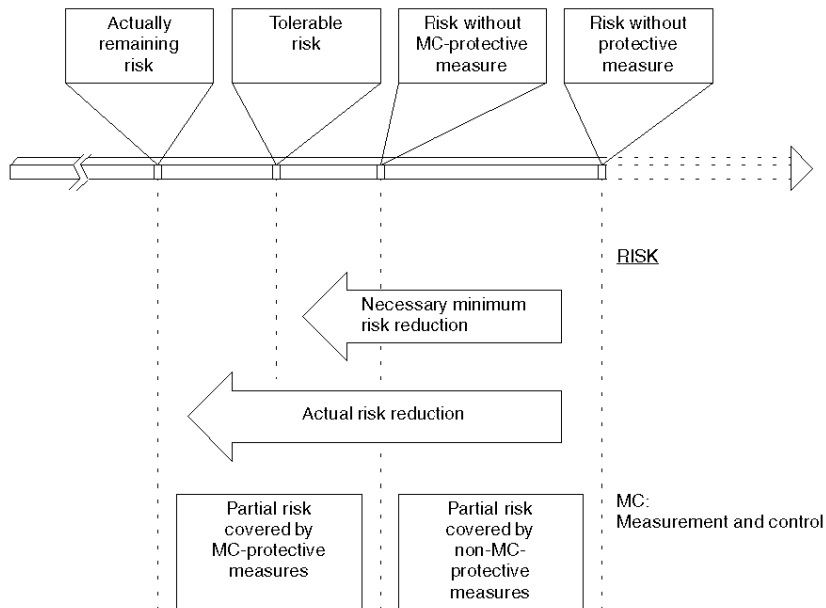 Actually
remaining
risk
Tolerable
risk
Risk without
MC-protective
measure
Risk without
protective
measure
RISK
Necessary minimum
risk reduction
Actual risk reduction
Partial risk
covered by
MC-protective
measures
Partial risk
covered by
non-MC-
protective
measures
MC:
Measurement and control